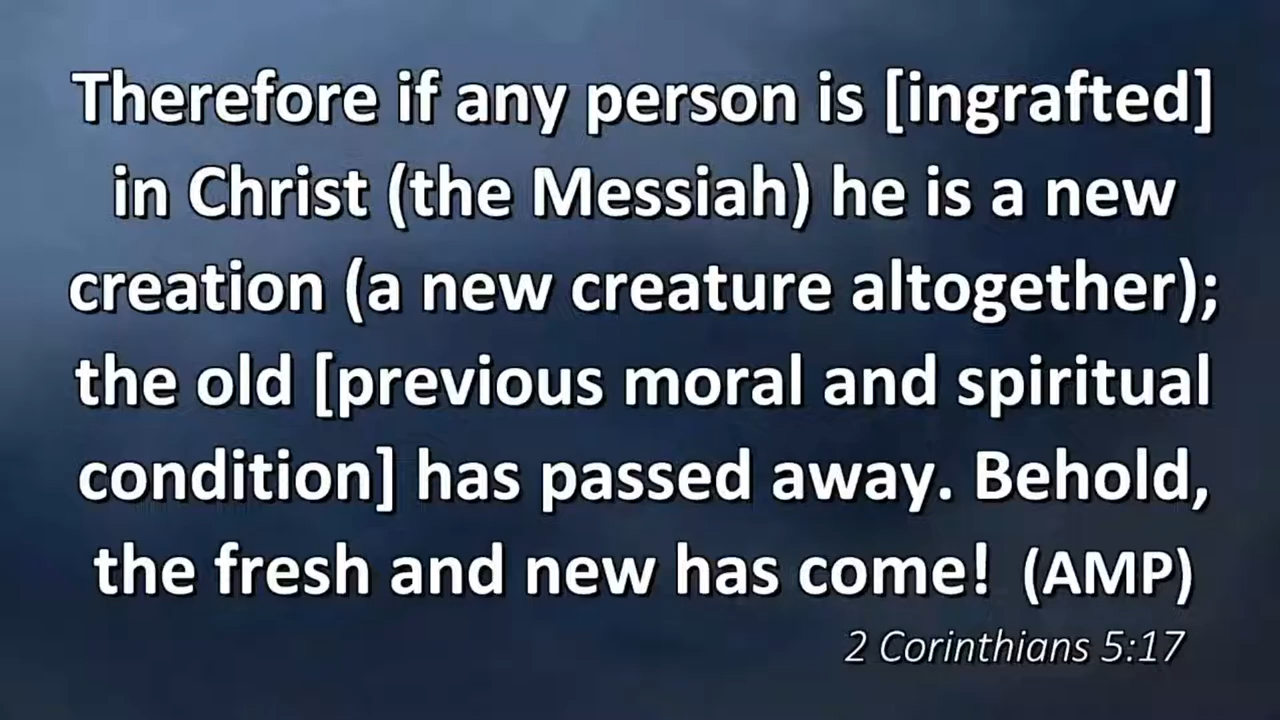 Therefore if any person is [ingrafted]
in Christ (the Messiah) he is a new
creation (a new creature altogether);
the old [previous moral and spiritual
condition] has passed away. Behold,
the fresh and new has come! (AMP)
2 Corinthians 5:17